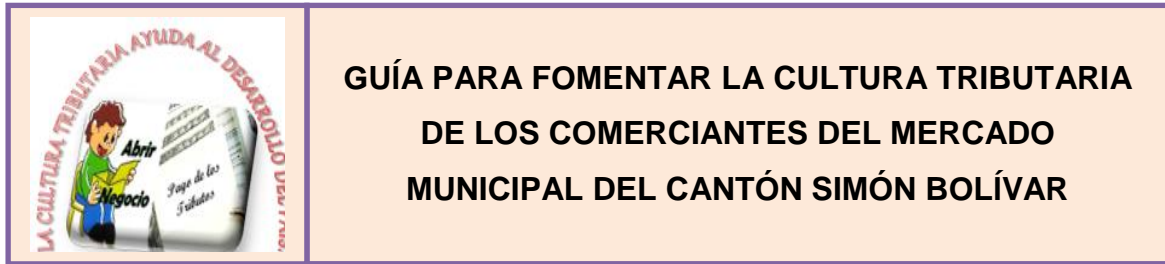 LA CULTURA TRIBUTARIA AYUDA AL DESARROLLO DEL
Abrir
Negocio
Pago de los
Tributos
GUÍA PARA FOMENTAR LA CULTURA TRIBUTARIA
DE LOS COMERCIANTES DEL MERCADO
MUNICIPAL DEL CANTÓN SIMÓN BOLÍVAR